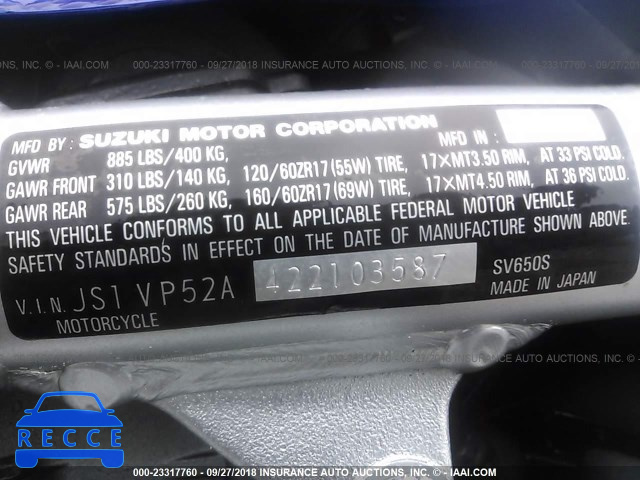 000-23317760 - 09/27/2018 INSURANCE AUTO AUCTIONS, INC. © - IAAI.COM
MFD BY: SUZUKI MOTOR CORPORATION MFD IN:
GVWR 885 LBS/400 KG,
GAWR FRONT 310 LBS/140 KG, 120/60ZR17 (55W) TIRE, 17×MT3.50 RIM, AT 33 PSI COLD.
GAWR REAR 575 LBS/260 KG, 160/60ZR17 (69W) TIRE, 17×MT4.50 RIM, AT 36 PSI COLD.
THIS VEHICLE CONFORMS TO ALL APPLICABLE FEDERAL MOTOR VEHICLE
SAFETY STANDARDS IN EFFECT ON THE DATE OF MANUFACTURE SHOWN ABOVE.
V.I.N. JS1VP52A 422103587 SV650S
MOTORCYCLE MADE IN JAPAN
RECCE
000-23317760 - 09/27/2018 INSURANCE AUTO AUCTIONS, INC. © - IAAI.COM